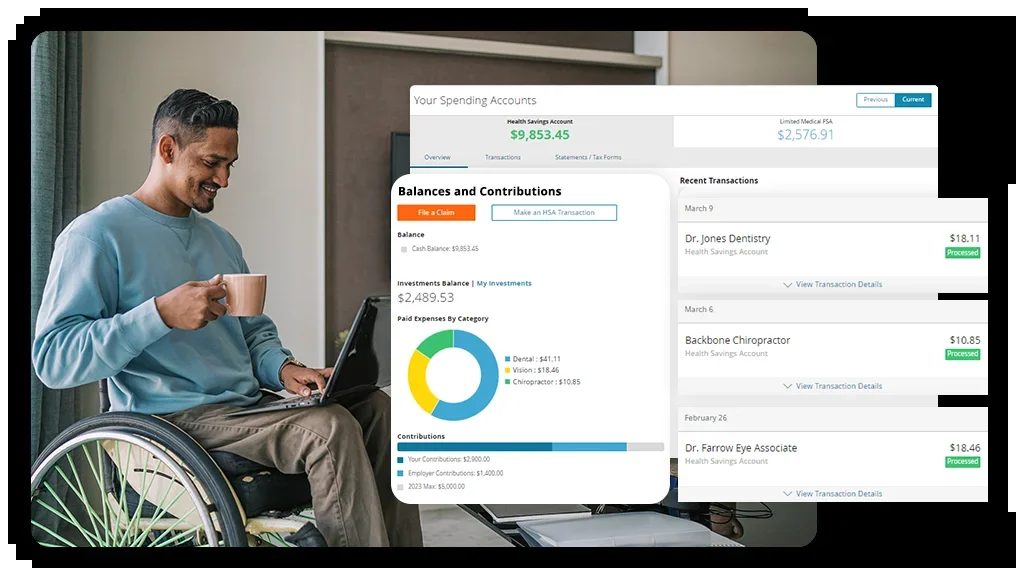 Your Spending Accounts
Previous
Current
Health Savings Account
$9,853.45
Limited Medical FSA
$2,576.91
Overview
Transactions
Statements / Tax Forms
Balances and Contributions
File a Claim
Make an HSA Transaction
Balance
Cash Balance: $9,853.45
Investments Balance | My Investments
$2,489.53
Paid Expenses By Category
Dental : $41.11
Vision : $18.46
Chiropractor : $10.85
Contributions
Your Contributions: $2,900.00
Employer Contributions: $1,400.00
2023 Max: $5,000.00
Recent Transactions
March 9
Dr. Jones Dentistry
$18.11
Health Savings Account
Processed
View Transaction Details
March 6
Backbone Chiropractor
$10.85
Health Savings Account
Processed
View Transaction Details
February 26
Dr. Farrow Eye Associate
$18.46
Health Savings Account
Processed
View Transaction Details